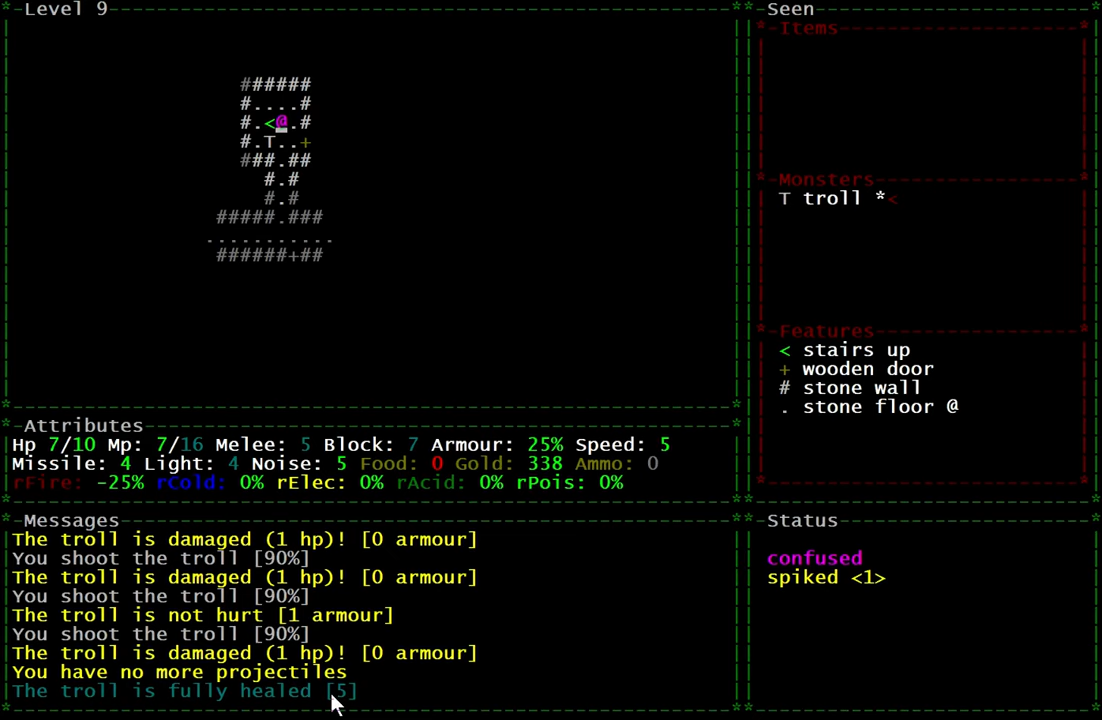 Level 9
Seen
Items
#######
#....#
#.<@.#
#.T..+
###.##
#.#
#.#
#####.###
...........
######+##
Monsters
T troll *<
Features
< stairs up
+ wooden door
# stone wall
. stone floor @
Attributes
Hp 7/10 Mp: 7/16 Melee: 5 Block: 7 Armour: 25% Speed: 5
Missile: 4 Light: 4 Noise: 5 Food: 0 Gold: 338 Ammo: 0
rFire: -25% rCold: 0% rElec: 0% rAcid: 0% rPois: 0%
Messages
The troll is damaged (1 hp)! [0 armour]
You shoot the troll [90%]
The troll is damaged (1 hp)! [0 armour]
You shoot the troll [90%]
The troll is not hurt [1 armour]
You shoot the troll [90%]
The troll is damaged (1 hp)! [0 armour]
You have no more projectiles
The troll is fully healed [5]
Status
confused
spiked <1>